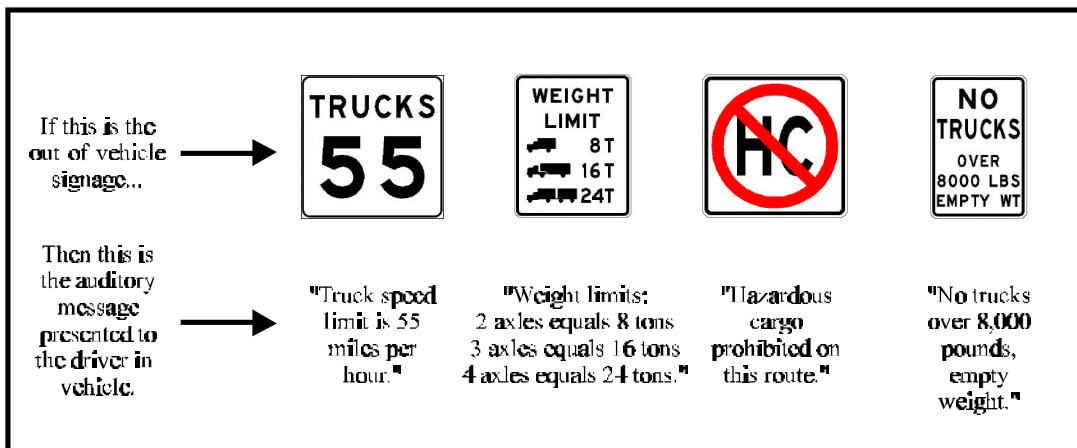 If this is the
out of vehicle
signage...
TRUCKS
55
WEIGHT
LIMIT
8T
16T
24T
HC
NO
TRUCKS
OVER
8000 LBS
EMPTY WT
Then this is
the auditory
message
presented to
the driver in
vehicle.
"Truck speed
limit is 55
miles per
hour."
"Weight limits:
2 axles equals 8 tons
3 axles equals 16 tons
4 axles equals 24 tons."
"Hazardous
cargo
prohibited on
this route."
"No trucks
over 8,000
pounds,
empty
weight."